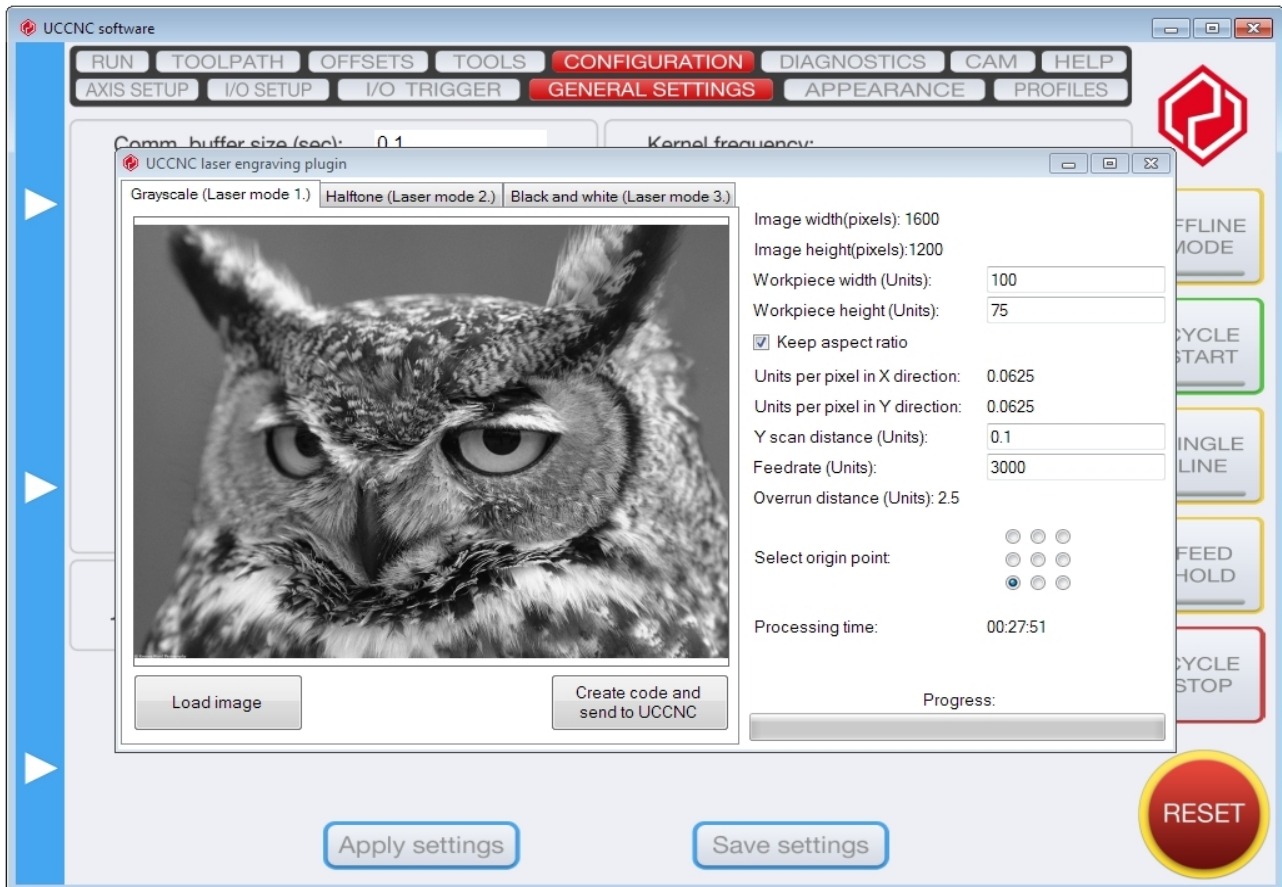 UCCNC software
RUN TOOLPATH OFFSETS TOOLS CONFIGURATION DIAGNOSTICS CAM HELP
AXIS SETUP I/O SETUP I/O TRIGGER GENERAL SETTINGS APPEARANCE PROFILES
Comm. buffer size (sec): 0.1 Kernel frequency:
UCCNC laser engraving plugin
Grayscale (Laser mode 1.) Halftone (Laser mode 2.) Black and white (Laser mode 3.)
Image width(pixels): 1600
Image height(pixels):1200
Workpiece width (Units): 100
Workpiece height (Units): 75
Keep aspect ratio
Units per pixel in X direction: 0.0625
Units per pixel in Y direction: 0.0625
Y scan distance (Units): 0.1
Feedrate (Units): 3000
Overrun distance (Units): 2.5
Select origin point:
Processing time: 00:27:51
Load image
Create code and
send to UCCNC
Progress:
FFLINE
MODE
YCLE
START
INGLE
LINE
FEED
HOLD
YCLE
STOP
RESET
Apply settings Save settings